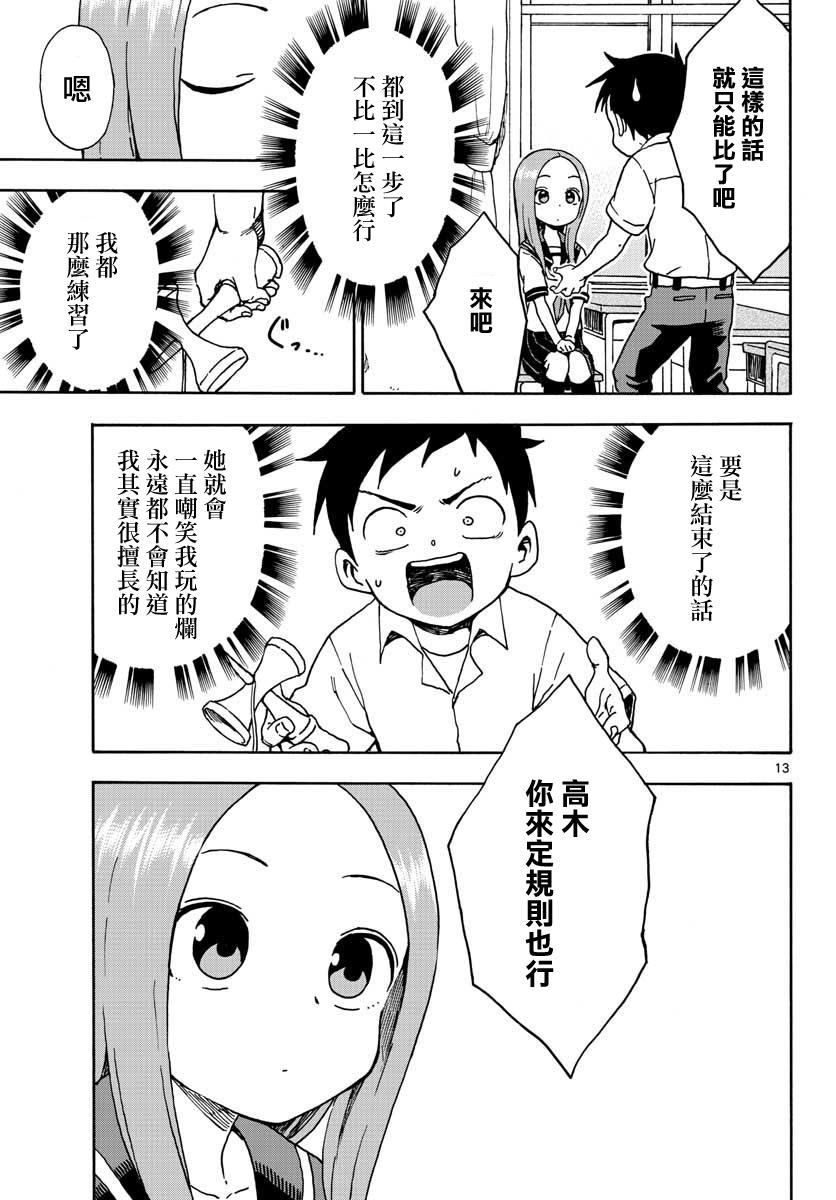 這樣的話
就只能比了吧
來吧
都到這一步了
不比一比怎麼行
嗯
我都
那麼練習了
じっ…
要是
這麼結束了的話
她就會
一直嘲笑我玩的爛
永遠都不會知道
我其實很擅長的
13
高木
你來定規則也行